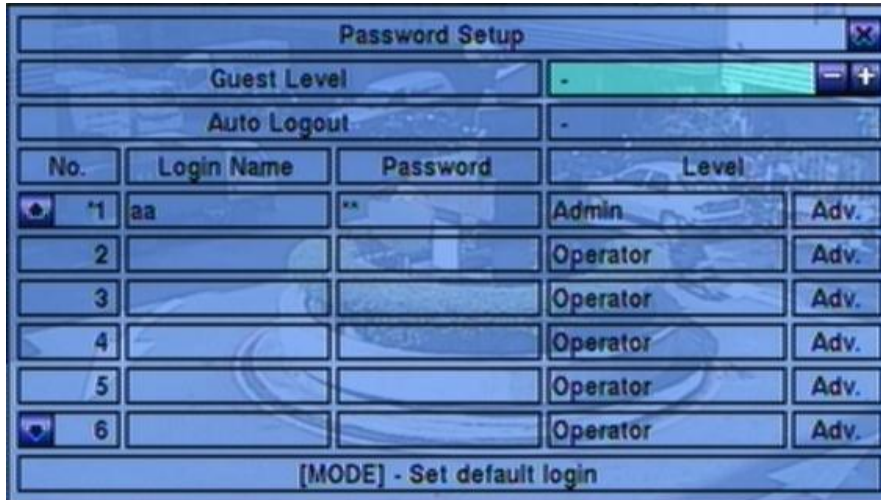 Password Setup
Guest Level -
Auto Logout -
No. Login Name Password Level
*1 aa ** Admin Adv.
2 Operator Adv.
3 Operator Adv.
4 Operator Adv.
5 Operator Adv.
6 Operator Adv.
[MODE] - Set default login